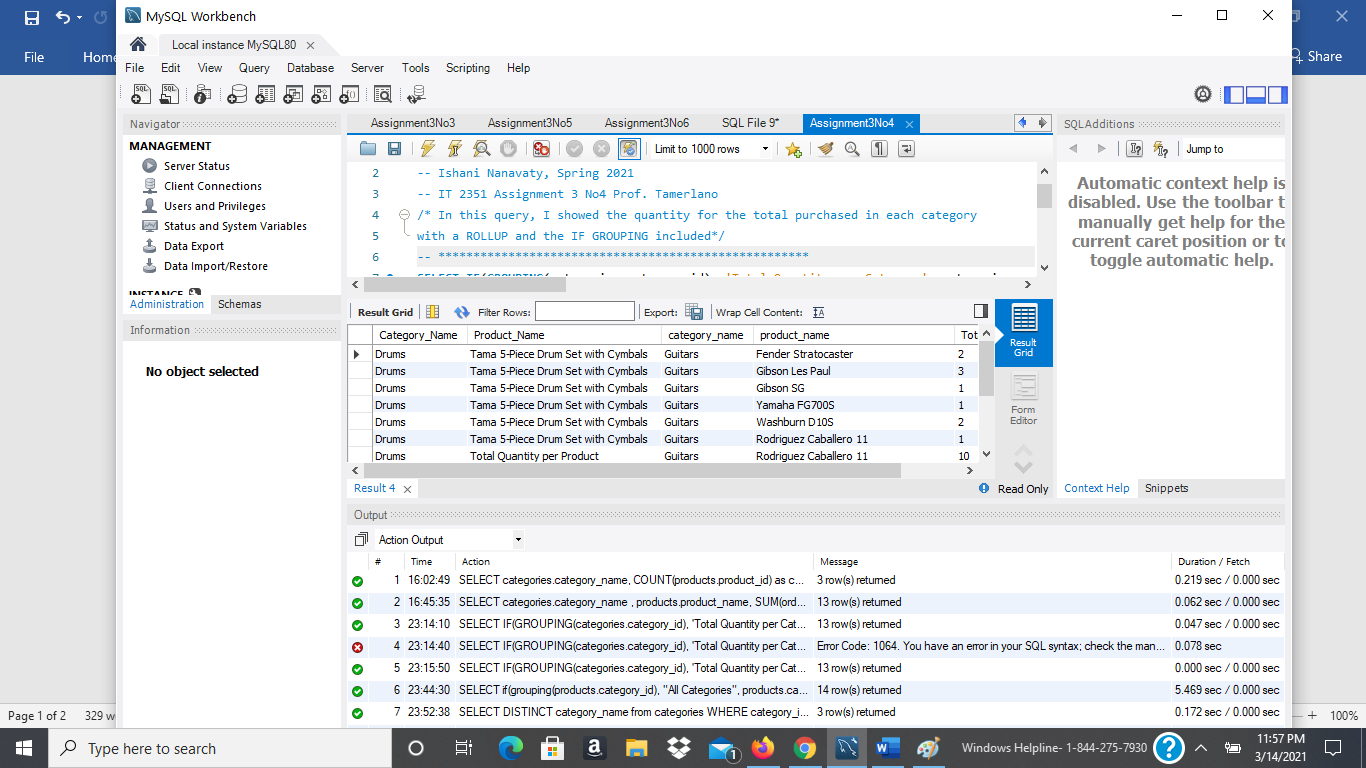 MySQL Workbench
File Home Share
Local instance MySQL80
File Edit View Query Database Server Tools Scripting Help
Navigator
MANAGEMENT
Server Status
Client Connections
Users and Privileges
Status and System Variables
Data Export
Data Import/Restore
INSTANCE
Administration Schemas
Information
No object selected
Assignment3No3 Assignment3No5 Assignment3No6 SQL File 9* Assignment3No4
Limit to 1000 rows
2 -- Ishani Nanavaty, Spring 2021
3 -- IT 2351 Assignment 3 No4 Prof. Tamerlano
4 /* In this query, I showed the quantity for the total purchased in each category
5 with a ROLLUP and the IF GROUPING included*/
6 -- *****************************************************
Result Grid Filter Rows: Export: Wrap Cell Content:
Category_Name Product_Name category_name product_name Tot
Drums Tama 5-Piece Drum Set with Cymbals Guitars Fender Stratocaster 2
Drums Tama 5-Piece Drum Set with Cymbals Guitars Gibson Les Paul 3
Drums Tama 5-Piece Drum Set with Cymbals Guitars Gibson SG 1
Drums Tama 5-Piece Drum Set with Cymbals Guitars Yamaha FG700S 1
Drums Tama 5-Piece Drum Set with Cymbals Guitars Washburn D10S 2
Drums Tama 5-Piece Drum Set with Cymbals Guitars Rodriguez Caballero 11 1
Drums Total Quantity per Product Guitars Rodriguez Caballero 11 10
Result Grid
Form Editor
Result 4 Read Only
SQLAdditions
Jump to
Automatic context help is
disabled. Use the toolbar t
manually get help for the
current caret position or to
toggle automatic help.
Context Help Snippets
Output
Action Output
# Time Action Message Duration / Fetch
1 16:02:49 SELECT categories.category_name, COUNT(products.product_id) as c... 3 row(s) returned 0.219 sec / 0.000 sec
2 16:45:35 SELECT categories.category_name , products.product_name, SUM(ord... 13 row(s) returned 0.062 sec / 0.000 sec
3 23:14:10 SELECT IF(GROUPING(categories.category_id), 'Total Quantity per Cat... 13 row(s) returned 0.047 sec / 0.000 sec
4 23:14:40 SELECT IF(GROUPING(categories.category_id), 'Total Quantity per Cat... Error Code: 1064. You have an error in your SQL syntax; check the man... 0.078 sec
5 23:15:50 SELECT IF(GROUPING(categories.category_id), 'Total Quantity per Cat... 13 row(s) returned 0.000 sec / 0.000 sec
6 23:44:30 SELECT if(grouping(products.category_id), "All Categories", products.ca... 14 row(s) returned 5.469 sec / 0.000 sec
7 23:52:38 SELECT DISTINCT category_name from categories WHERE category_i... 3 row(s) returned 0.172 sec / 0.000 sec
Page 1 of 2 329 w 100%
Type here to search
1
Windows Helpline- 1-844-275-7930
11:57 PM
3/14/2021